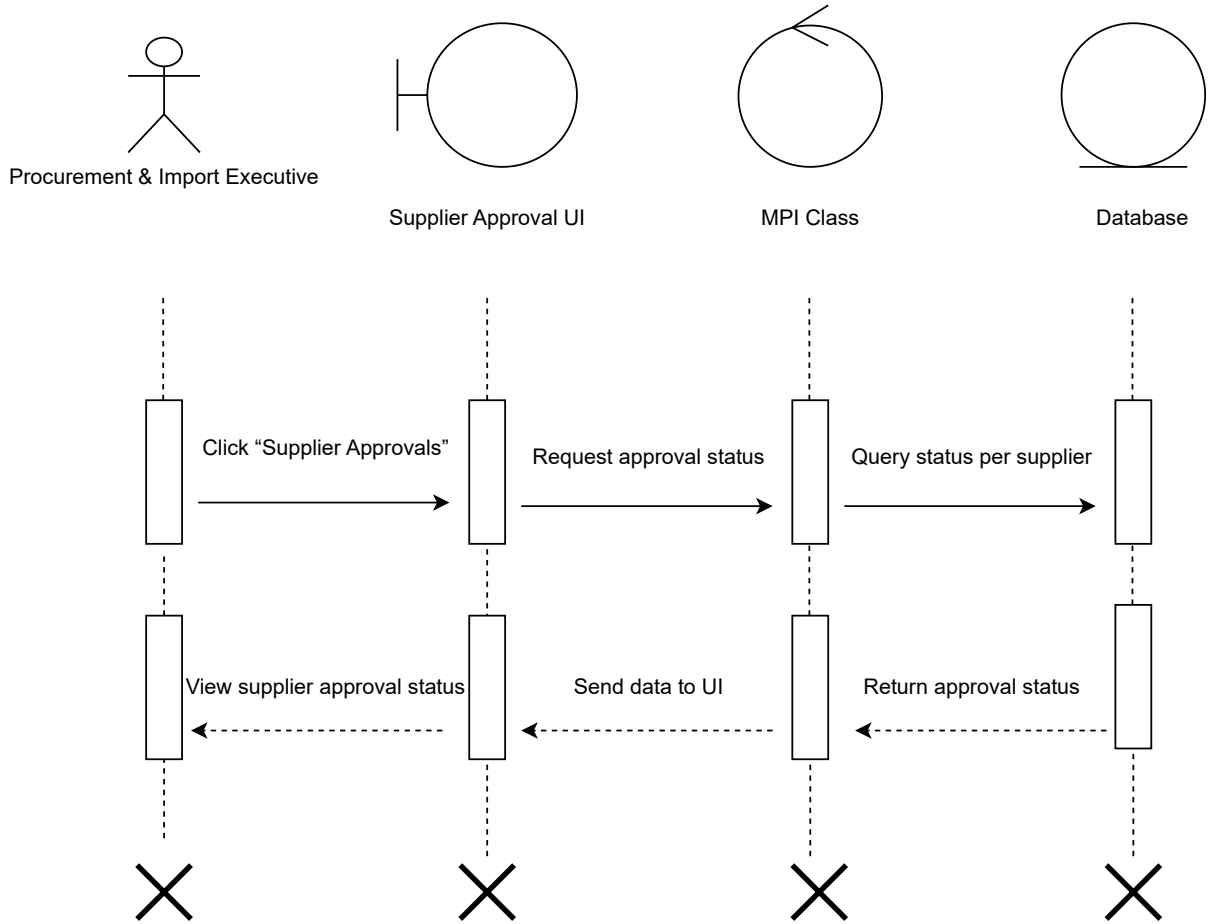 Procurement & Import Executive
Supplier Approval UI
MPI Class
Database
Click “Supplier Approvals”
Request approval status
Query status per supplier
View supplier approval status
Send data to UI
Return approval status